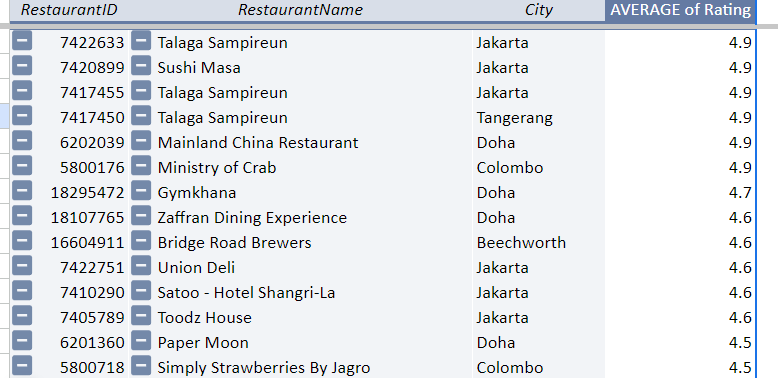 RestaurantID RestaurantName City AVERAGE of Rating
7422633 Talaga Sampireun Jakarta 4.9
7420899 Sushi Masa Jakarta 4.9
7417455 Talaga Sampireun Jakarta 4.9
7417450 Talaga Sampireun Tangerang 4.9
6202039 Mainland China Restaurant Doha 4.9
5800176 Ministry of Crab Colombo 4.9
18295472 Gymkhana Doha 4.7
18107765 Zaffran Dining Experience Doha 4.6
16604911 Bridge Road Brewers Beechworth 4.6
7422751 Union Deli Jakarta 4.6
7410290 Satoo - Hotel Shangri-La Jakarta 4.6
7405789 Toodz House Jakarta 4.6
6201360 Paper Moon Doha 4.5
5800718 Simply Strawberries By Jagro Colombo 4.5